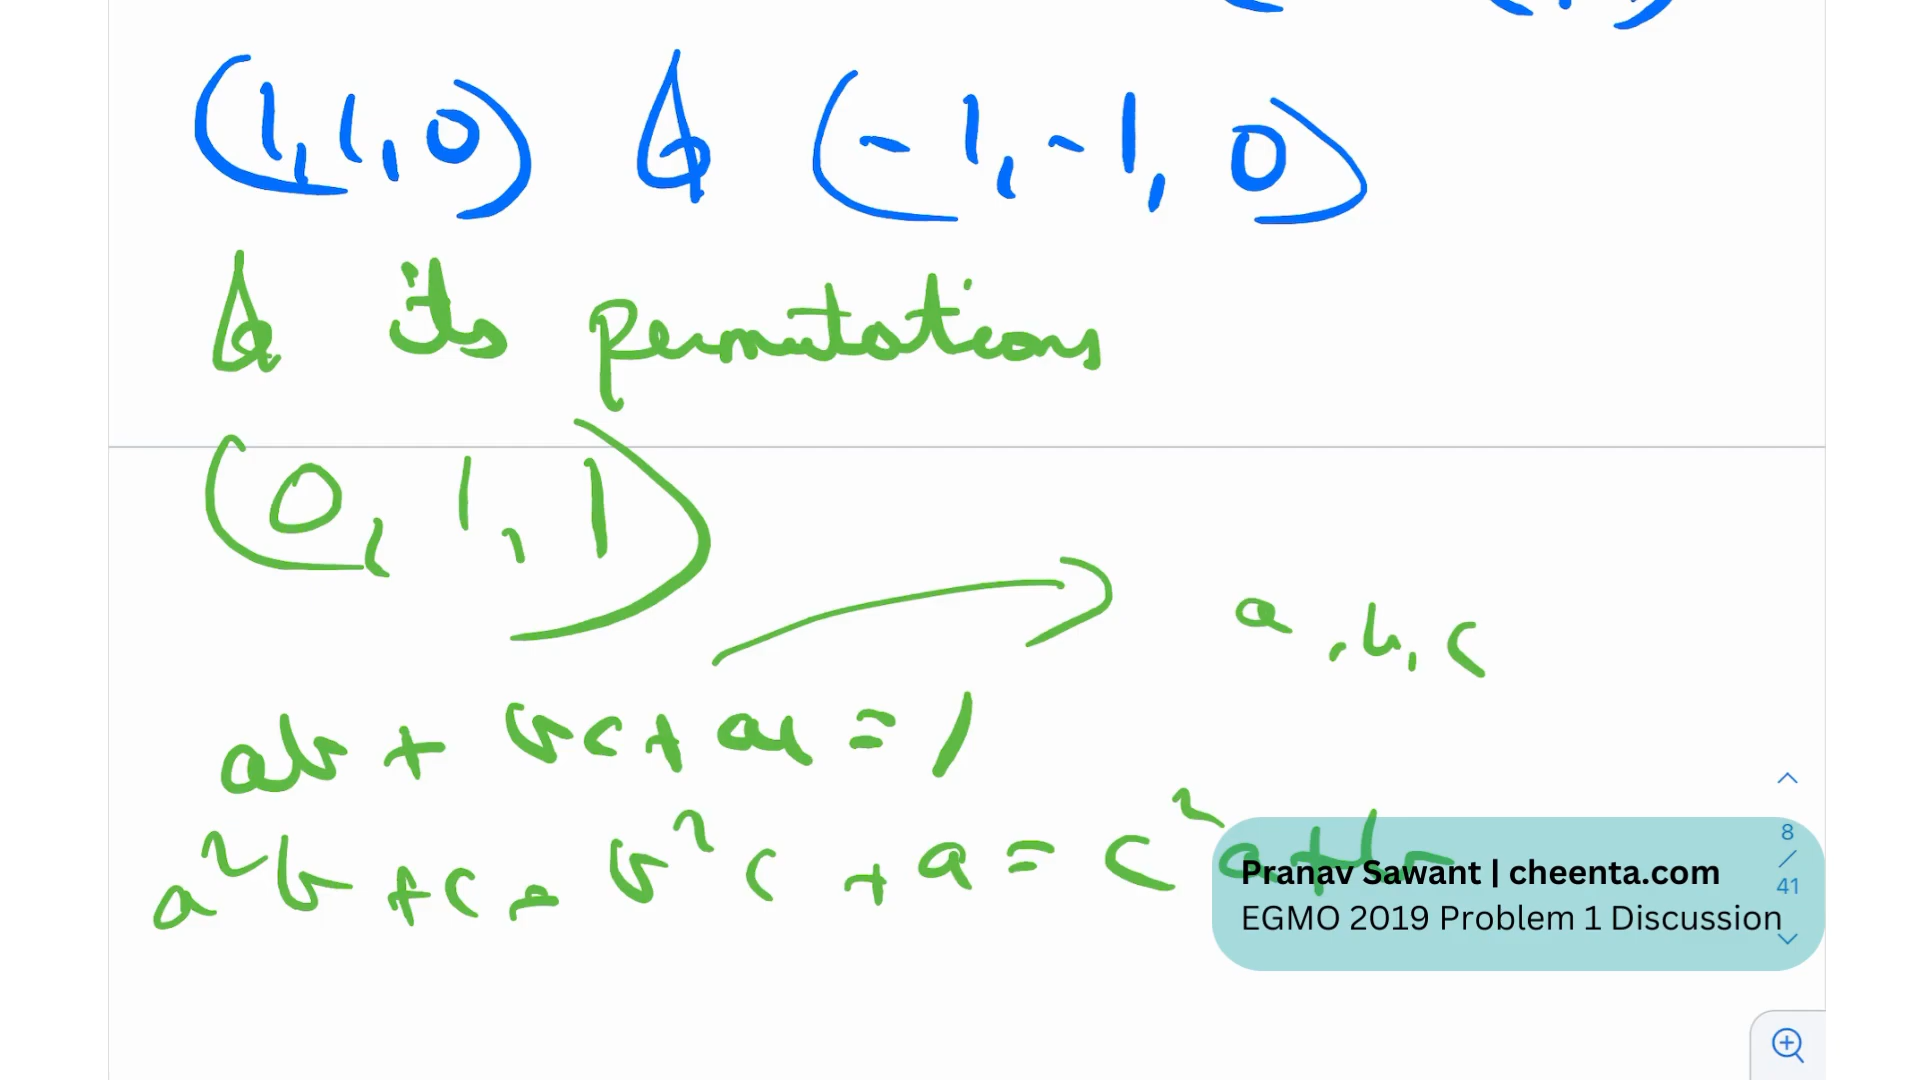 (1, 1, 0) & (-1, -1, 0)
& its permutations
(0, 1, 1)
a, b, c
ab + bc + ac = 1
a²b + c = b²c + a = c²a + b
8
/
41
Pranav Sawant | cheenta.com
EGMO 2019 Problem 1 Discussion